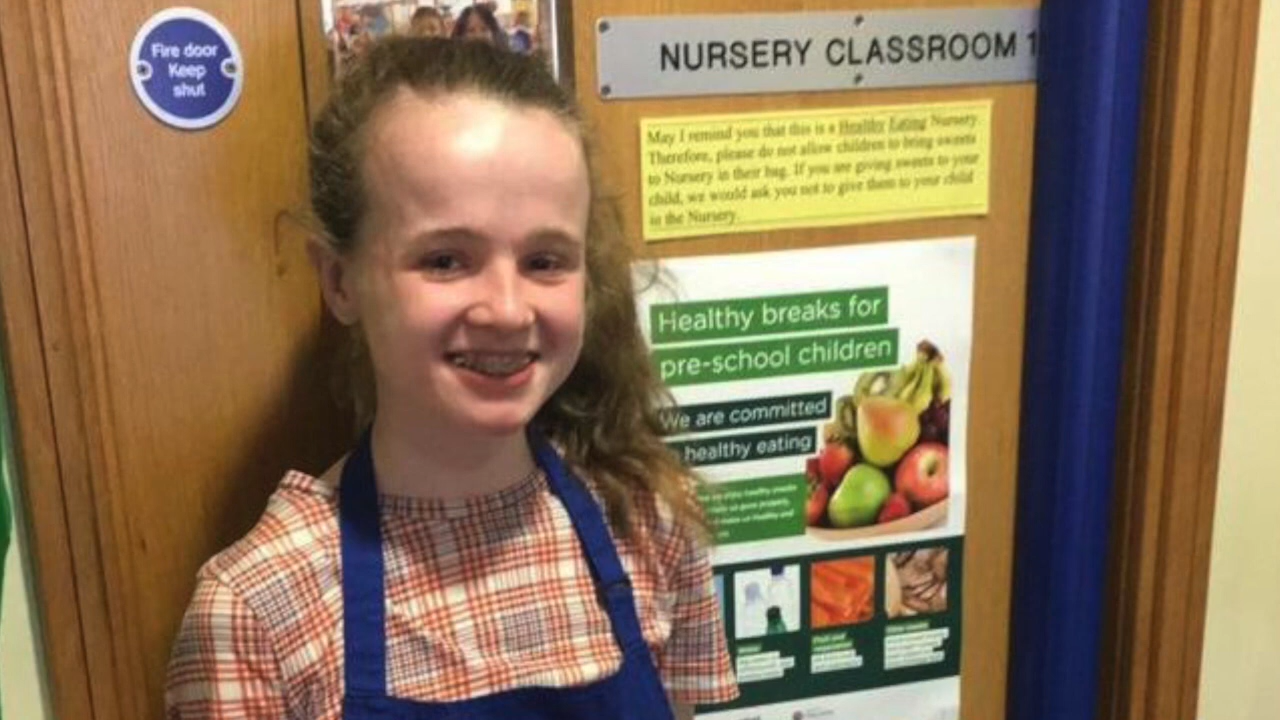 Fire door
Keep
shut
NURSERY CLASSROOM 1
May I remind you that this is a Healthy Eating Nursery
Therefore, please do not allow children to bring sweets
to Nursery in their bag. If you are giving sweets to your
child, we would ask you not to give them to your child
in the Nursery.
Healthy breaks for
pre-school children
We are committed
healthy eating